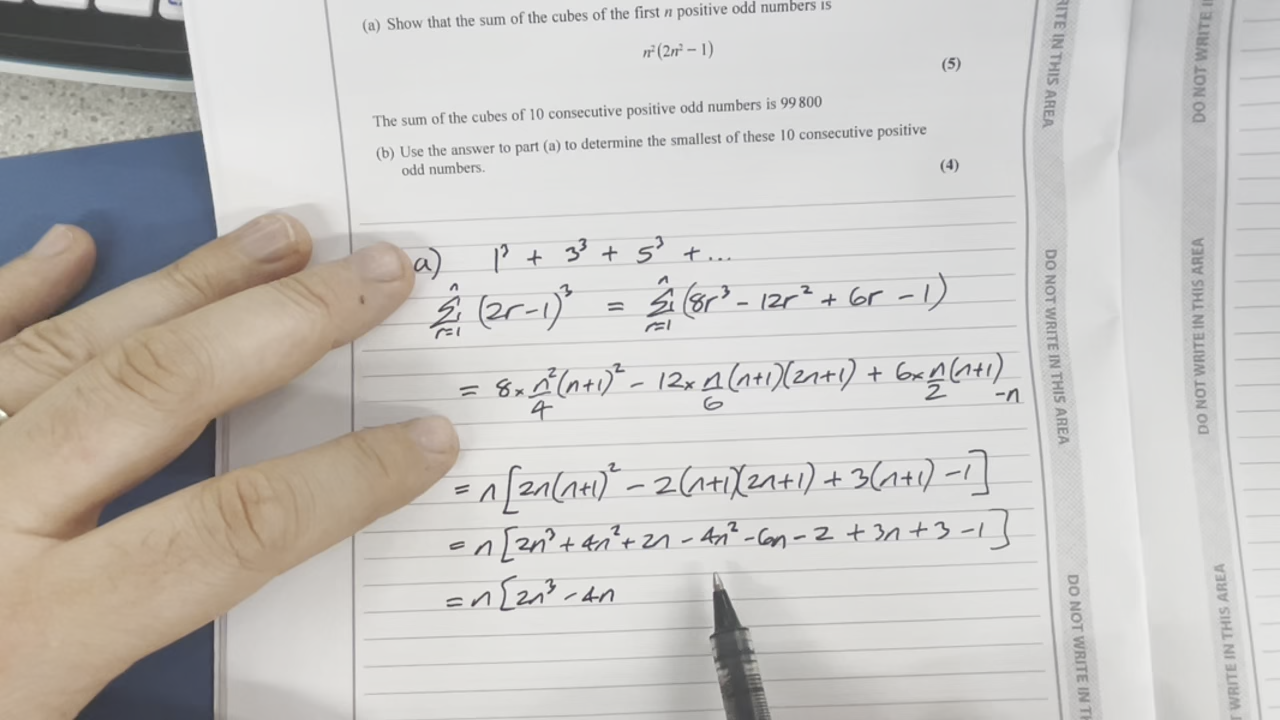 (a) Show that the sum of the cubes of the first n positive odd numbers is
n²(2n² – 1)
(5)
The sum of the cubes of 10 consecutive positive odd numbers is 99 800
(b) Use the answer to part (a) to determine the smallest of these 10 consecutive positive
odd numbers.
(4)
a) 1³ + 3³ + 5³ + ...
n∑r=1 (2r-1)³ = n∑r=1 (8r³ - 12r² + 6r - 1)
= 8 × n²/4 (n+1)² - 12 × n/6 (n+1)(2n+1) + 6 × n/2 (n+1)
-n
= n[2n(n+1)² - 2(n+1)(2n+1) + 3(n+1) -1]
= n[2n³ + 4n² + 2n - 4n² - 6n - 2 + 3n + 3 - 1]
= n[2n³ - 4n
RITE IN THIS AREA
DO NOT WRITE IN THIS AREA
DO NOT WRITE IN T
DO NOT WRITE I
DO NOT WRITE IN THIS AREA
WRITE IN THIS AREA